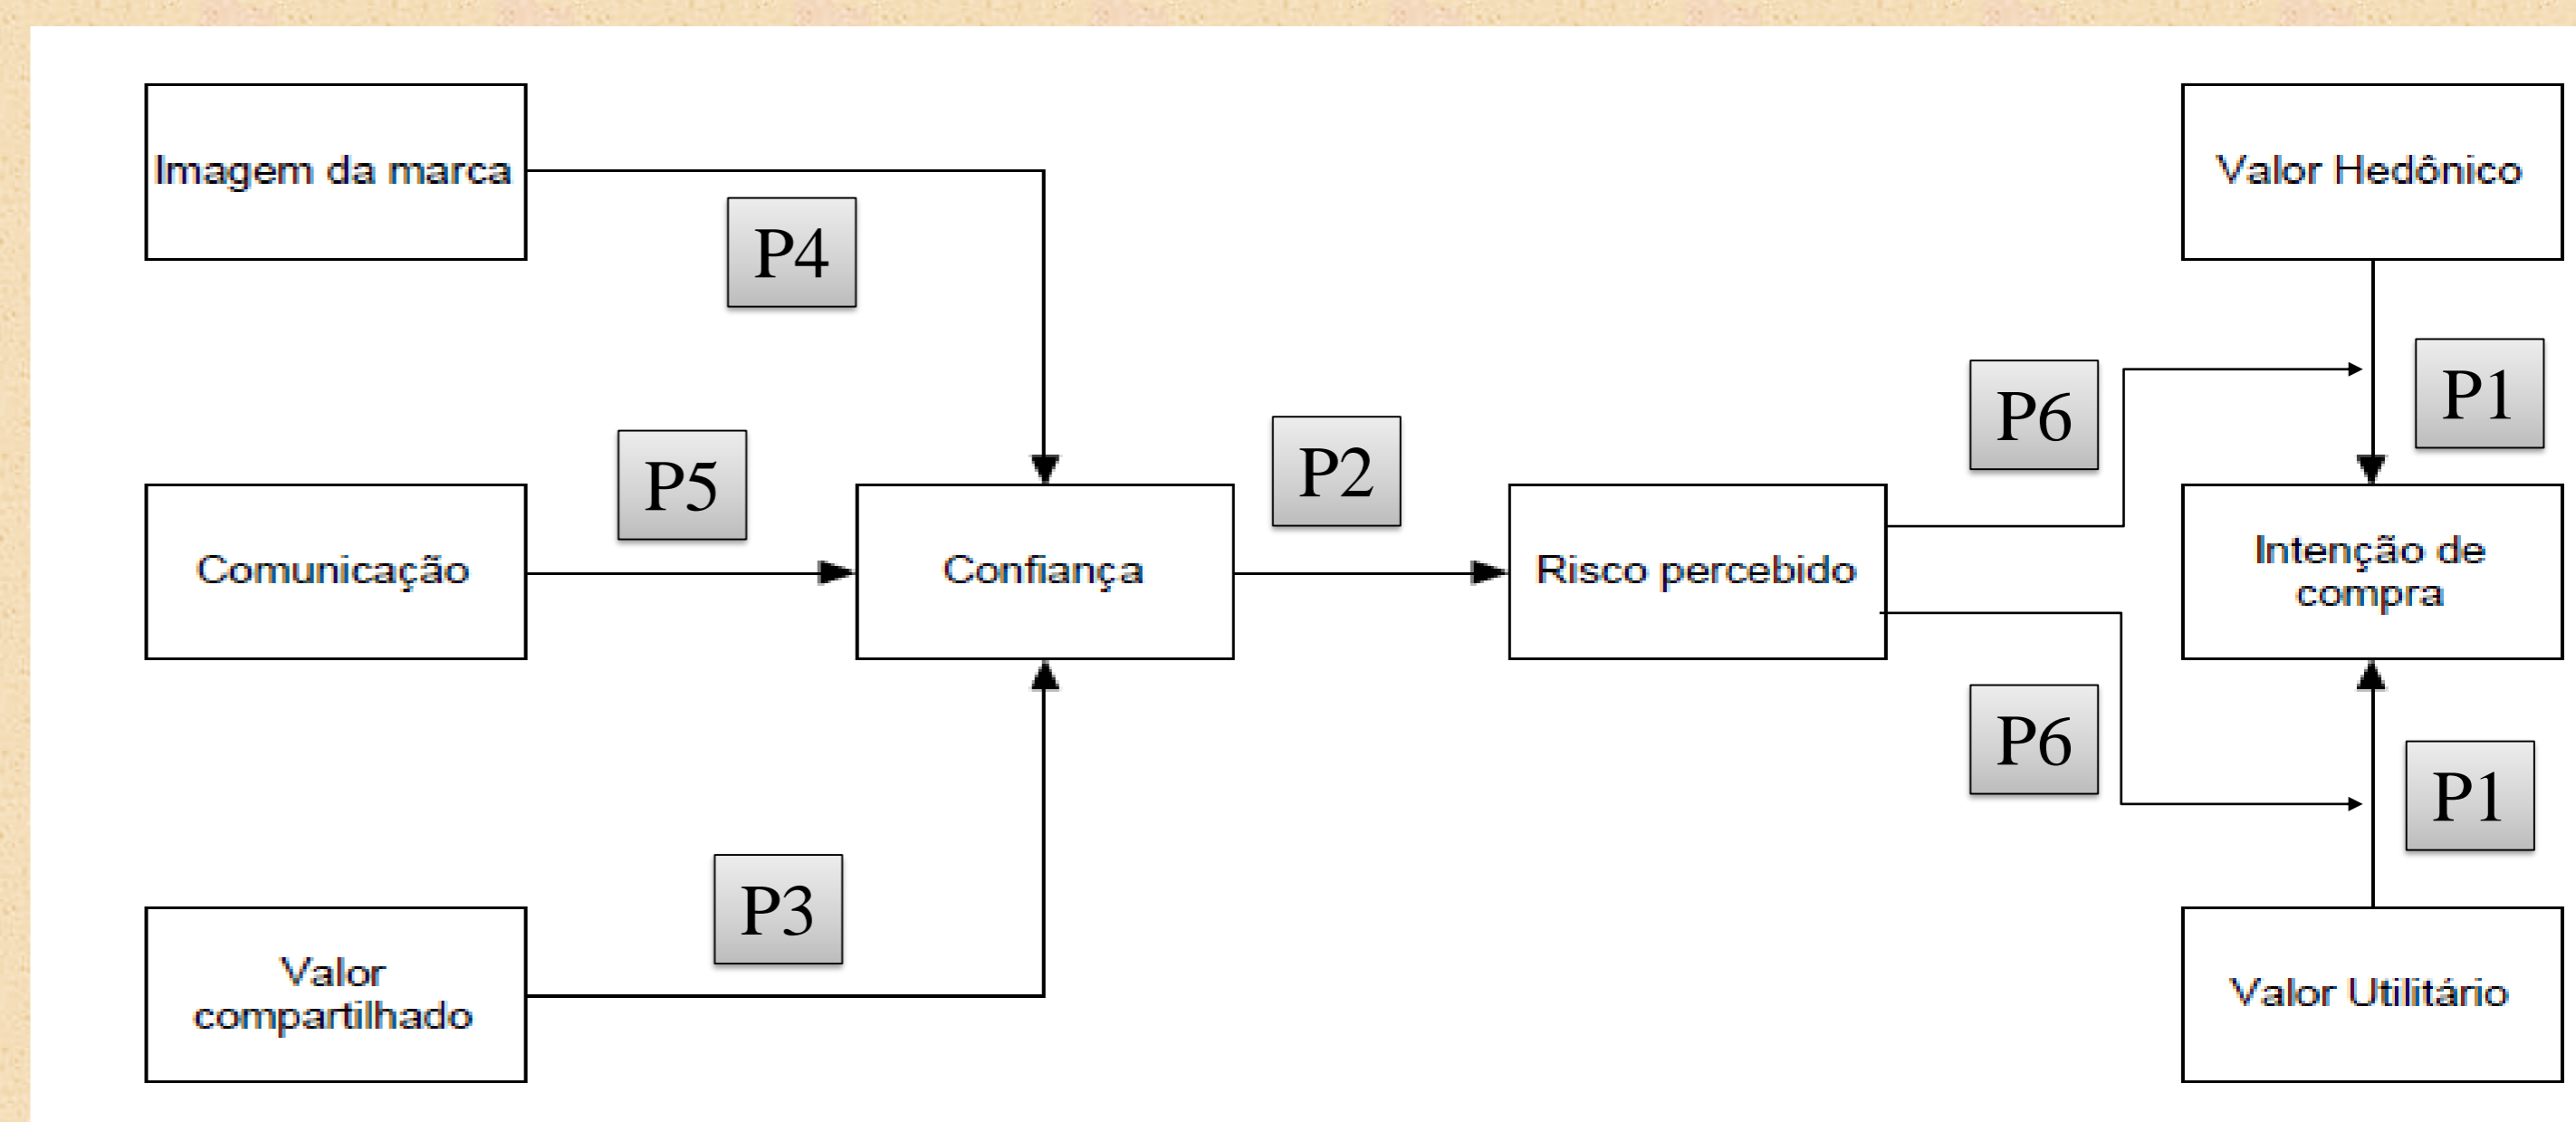 Imagem da marca
Valor Hedônico
P4
P6
P1
P5
P2
Comunicação
Confiança
Risco percebido
Intenção de
compra
P6
P1
P3
Valor
compartilhado
Valor Utilitário